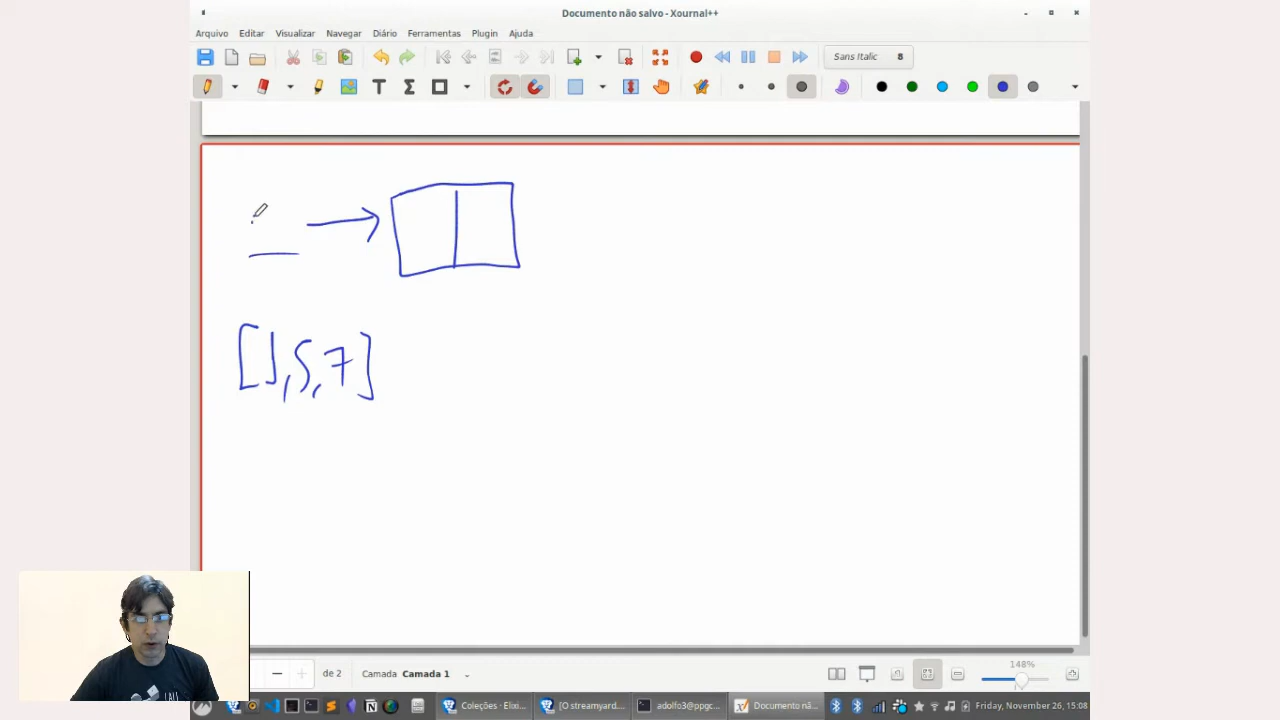 Documento não salvo - Xournal++
Arquivo Editar Visualizar Navegar Diário Ferramentas Plugin Ajuda
Sans Italic 8
[1,5,7]
de 2 Camada Camada 1
148%
Coleções - Elixi...
[O streamyard...
adolfo3@ppgc...
Documento nã...
Friday, November 26, 15:08